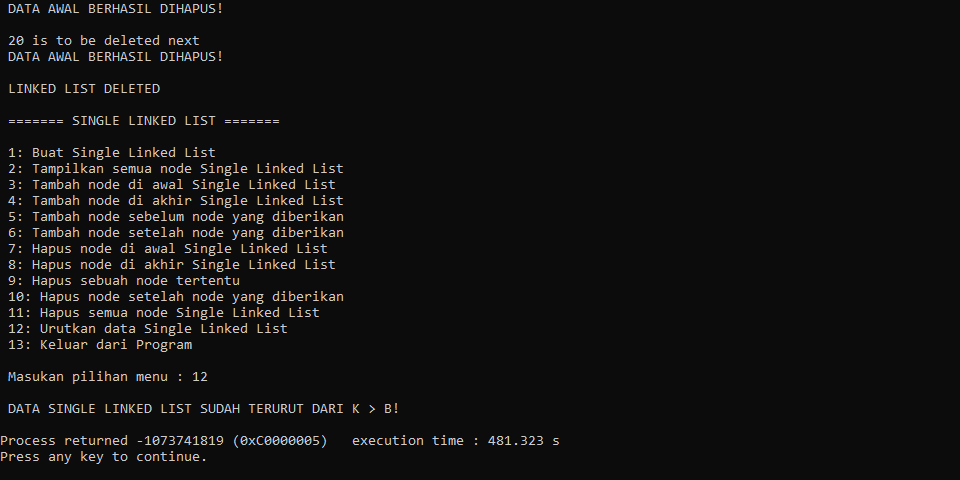 DATA AWAL BERHASIL DIHAPUS!
20 is to be deleted next
DATA AWAL BERHASIL DIHAPUS!
LINKED LIST DELETED
======= SINGLE LINKED LIST =======
1: Buat Single Linked List
2: Tampilkan semua node Single Linked List
3: Tambah node di awal Single Linked List
4: Tambah node di akhir Single Linked List
5: Tambah node sebelum node yang diberikan
6: Tambah node setelah node yang diberikan
7: Hapus node di awal Single Linked List
8: Hapus node di akhir Single Linked List
9: Hapus sebuah node tertentu
10: Hapus node setelah node yang diberikan
11: Hapus semua node Single Linked List
12: Urutkan data Single Linked List
13: Keluar dari Program
Masukan pilihan menu : 12
DATA SINGLE LINKED LIST SUDAH TERURUT DARI K > B!
Process returned -1073741819 (0xC0000005)   execution time : 481.323 s
Press any key to continue.